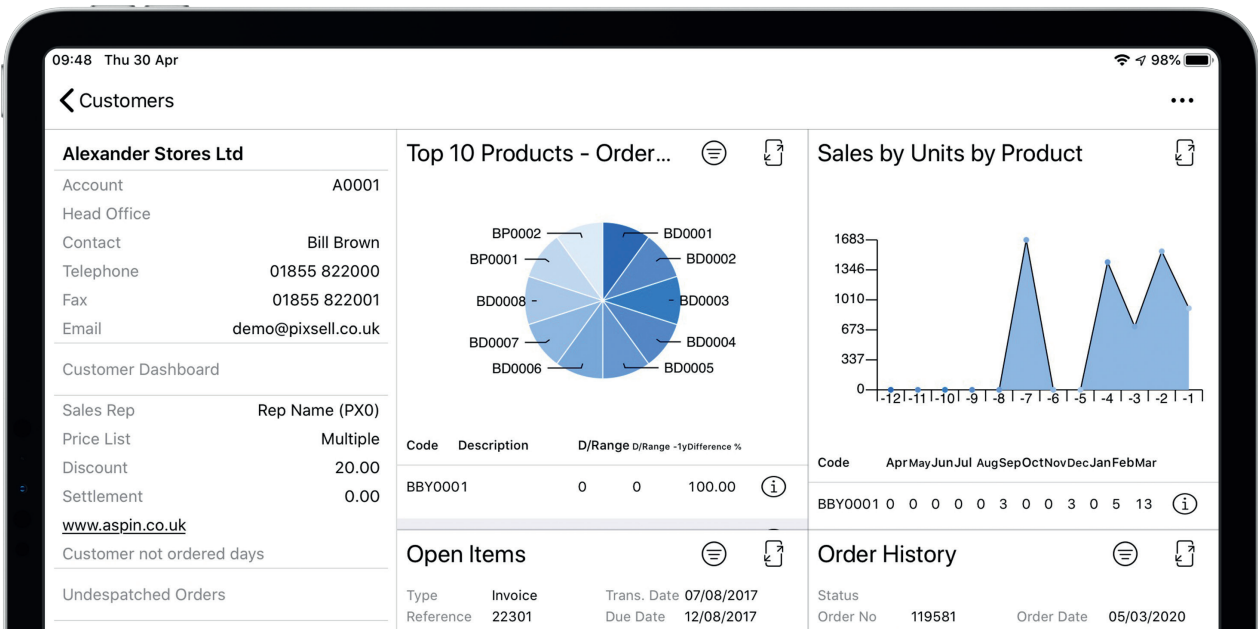 09:48 Thu 30 Apr
98%
Customers
Alexander Stores Ltd
Account A0001
Head Office
Contact Bill Brown
Telephone 01855 822000
Fax 01855 822001
Email demo@pixsell.co.uk
Customer Dashboard
Sales Rep Rep Name (PX0)
Price List Multiple
Discount 20.00
Settlement 0.00
www.aspin.co.uk
Customer not ordered days
Undespatched Orders
Top 10 Products - Order...
BP0002 BD0001
BP0001 BD0002
BD0008 BD0003
BD0007 BD0004
BD0006 BD0005
Code Description D/Range D/Range -1y Difference %
BBY0001 0 0 100.00
Sales by Units by Product
1683
1346
1010
673
337
0
-12 -11 -10 -9 -8 -7 -6 -5 -4 -3 -2 -1
Code Apr May Jun Jul Aug Sep Oct Nov Dec Jan Feb Mar
BBY0001 0 0 0 0 0 3 0 0 3 0 5 13
Open Items
Type Invoice Trans. Date 07/08/2017
Reference 22301 Due Date 12/08/2017
Order History
Status
Order No 119581 Order Date 05/03/2020